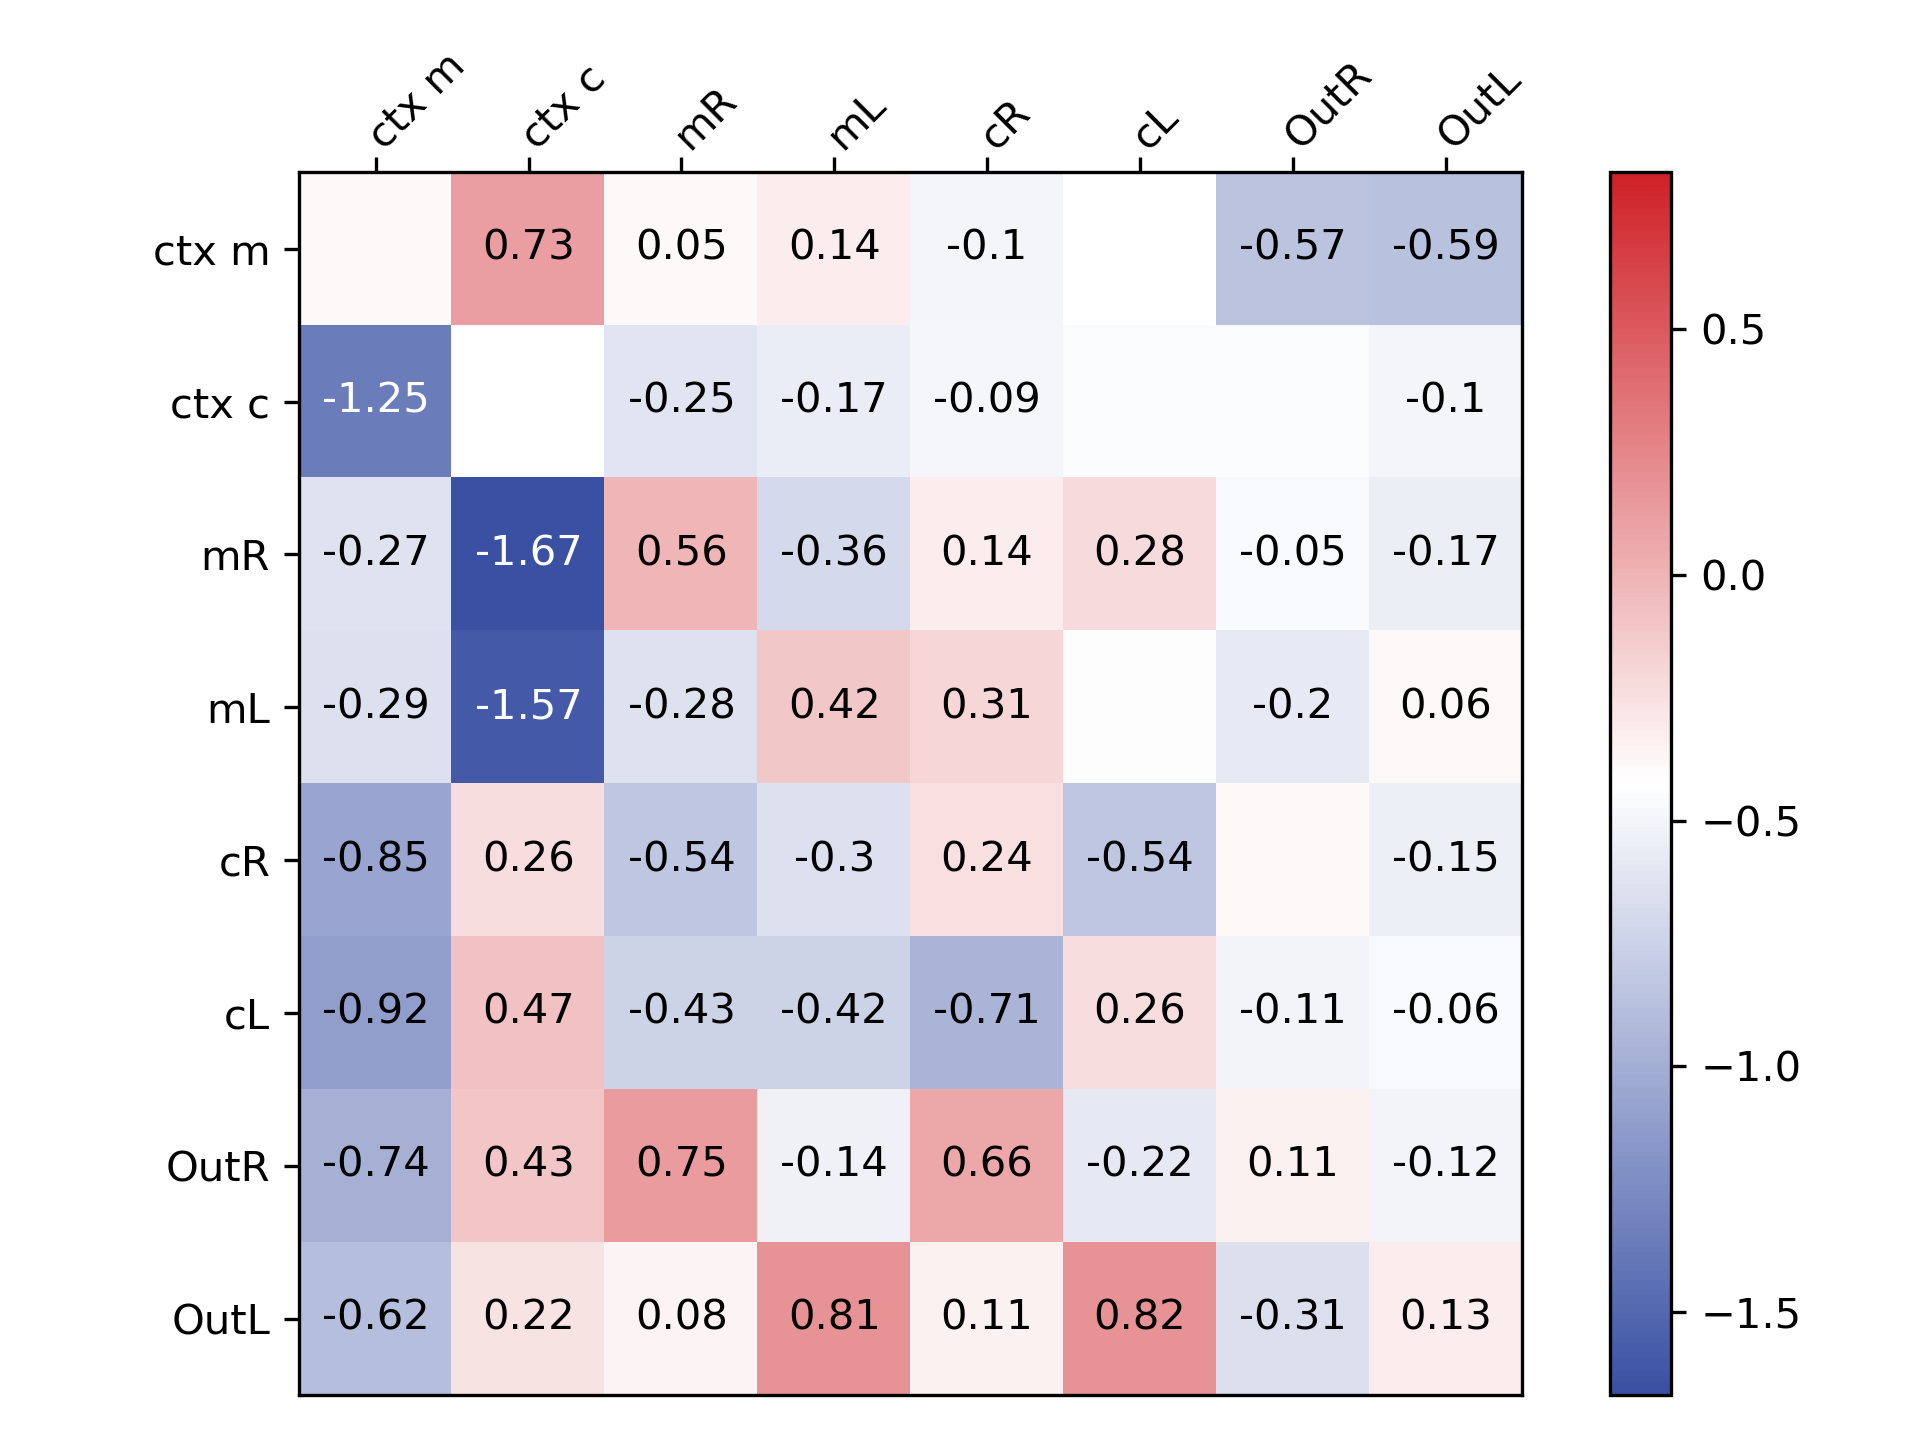 ctx m ctx c mR mL cR cL OutR OutL
ctx m 0.73 0.05 0.14 -0.1 -0.57 -0.59
ctx c -1.25 -0.25 -0.17 -0.09 -0.1
mR -0.27 -1.67 0.56 -0.36 0.14 0.28 -0.05 -0.17
mL -0.29 -1.57 -0.28 0.42 0.31 -0.2 0.06
cR -0.85 0.26 -0.54 -0.3 0.24 -0.54 -0.15
cL -0.92 0.47 -0.43 -0.42 -0.71 0.26 -0.11 -0.06
OutR -0.74 0.43 0.75 -0.14 0.66 -0.22 0.11 -0.12
OutL -0.62 0.22 0.08 0.81 0.11 0.82 -0.31 0.13
0.5
0.0
−0.5
−1.0
−1.5